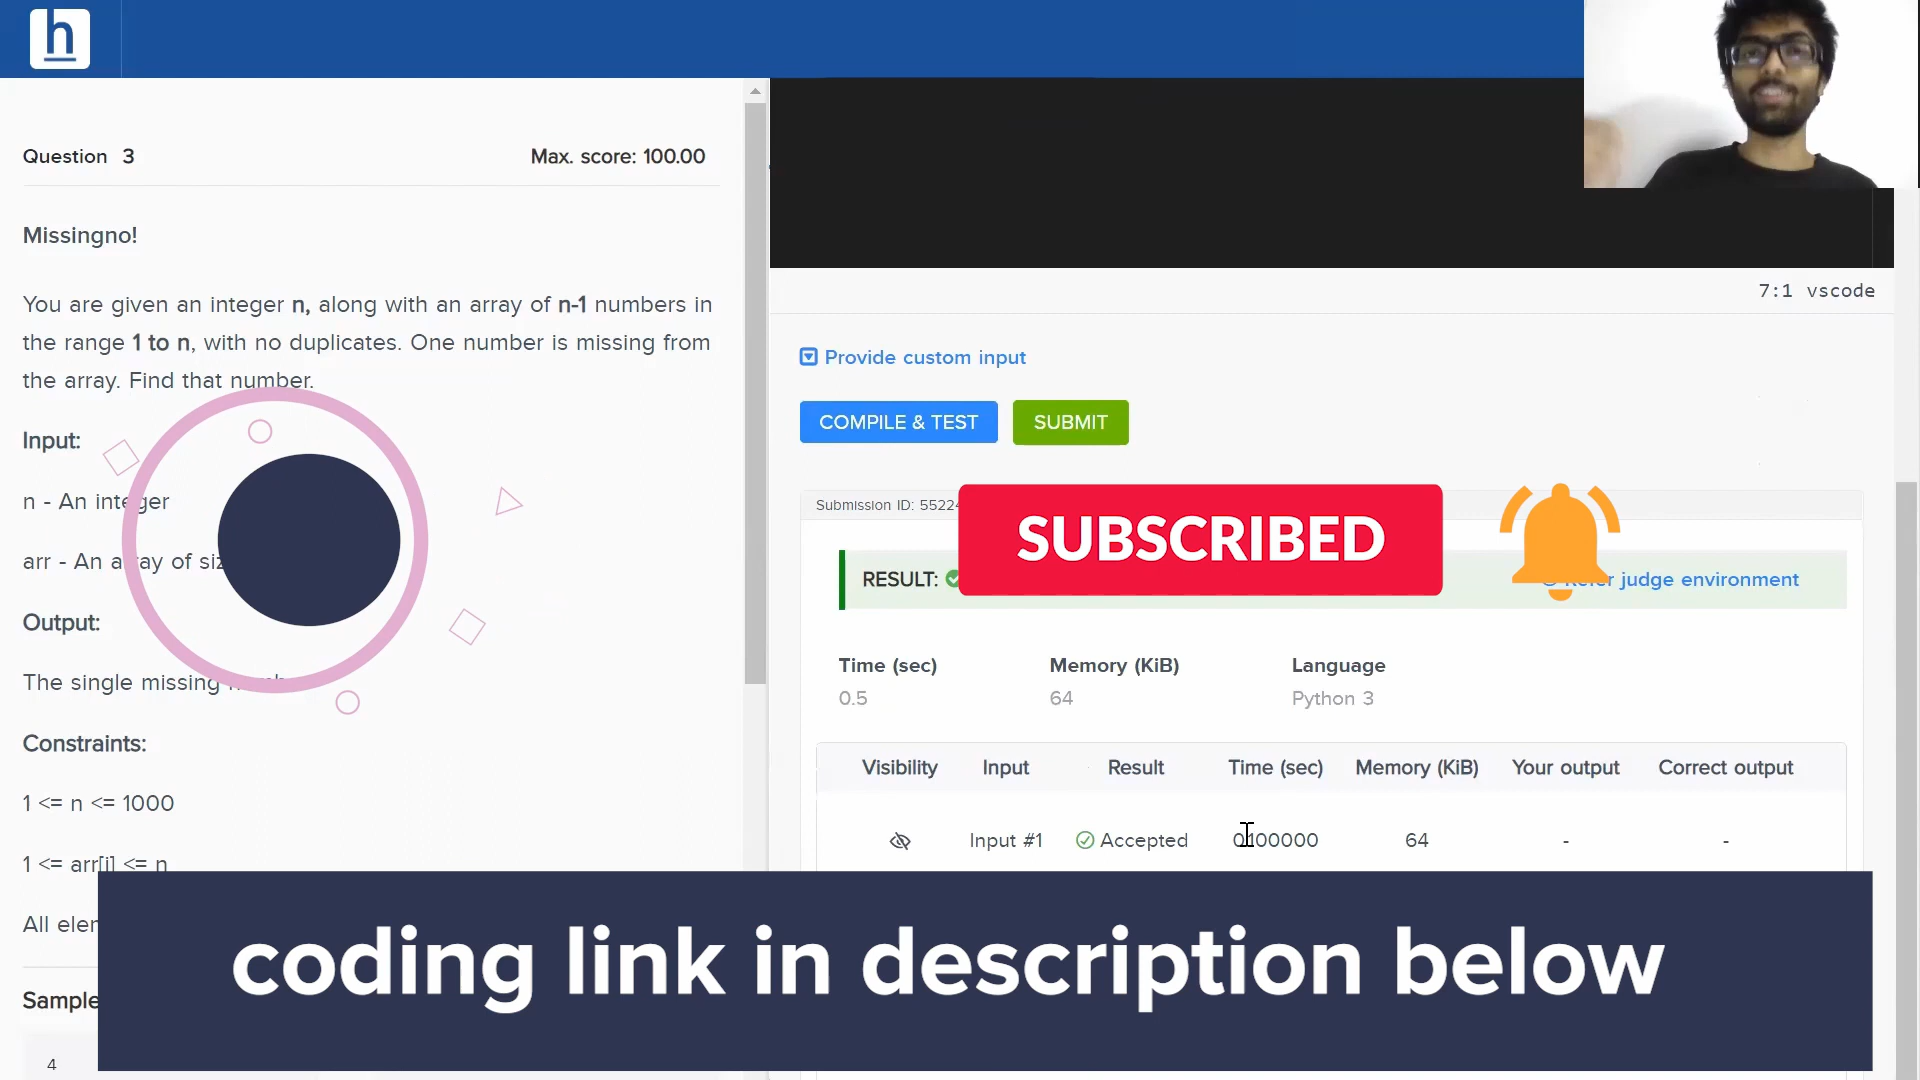 h
Question 3
Max. score: 100.00
Missingno!
You are given an integer n, along with an array of n-1 numbers in
the range 1 to n, with no duplicates. One number is missing from
the array. Find that number.
Input:
n - An integer
arr - An array of
Output:
The single missing
Constraints:
1 <= n <= 1000
1 <= arr[i] <= n
All
Sample
4
7:1 vscode
Provide custom input
COMPILE & TEST
SUBMIT
Submission ID: 55224
SUBSCRIBED
RESULT:
Refer judge environment
Time (sec) Memory (KiB) Language
0.5 64 Python 3
Visibility Input Result Time (sec) Memory (KiB) Your output Correct output
Input #1 Accepted 0.100000 64 - -
coding link in description below